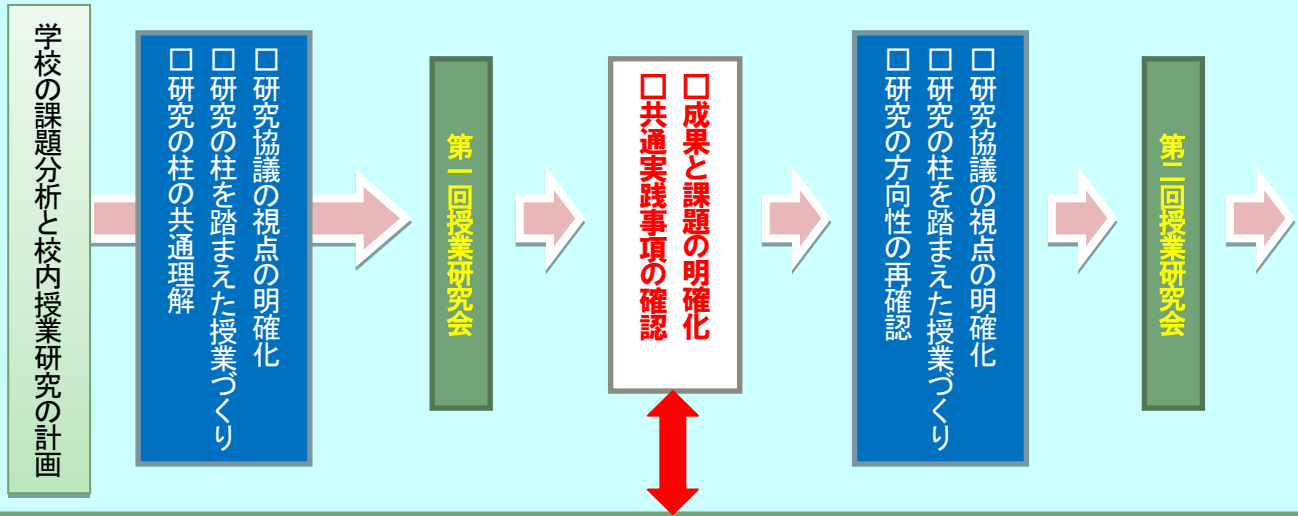 学校の課題分析と校内授業研究の計画
□研究協議の視点の明確化
□研究の柱を踏まえた授業づくり
□研究の柱の共通理解
第一回授業研究会
□成果と課題の明確化
□共通実践事項の確認
□研究協議の視点の明確化
□研究の柱を踏まえた授業づくり
□研究の方向性の再確認
第二回授業研究会